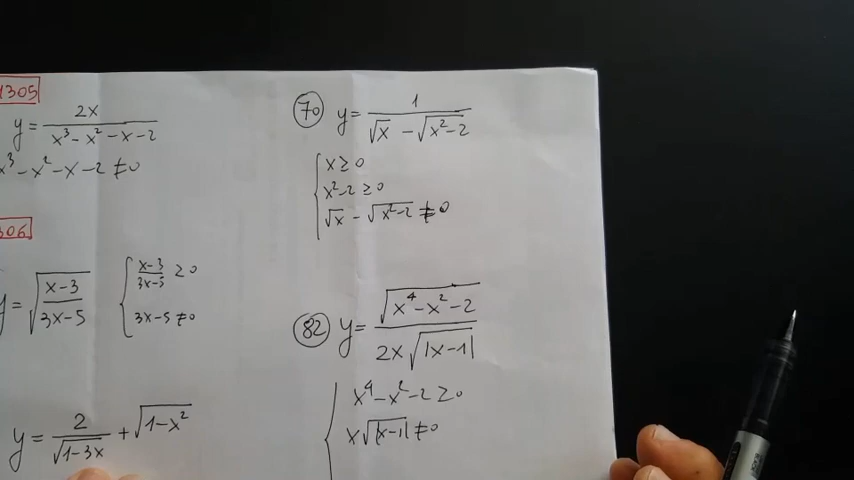 1305
y = 2x / (x³ - x² - x - 2)
x³ - x² - x - 2 ≠ 0
306
y = √((x-3)/(3x-5))
{ (x-3)/(3x-5) ≥ 0
3x-5 ≠ 0
y = 2/√(1-3x) + √(1-x²)
70 y = 1 / (√x - √(x²-2))
{ x ≥ 0
x²-2 ≥ 0
√x - √(x²-2) ≠ 0
82 y = √(x⁴-x²-2) / (2x√|x-1|)
{ x⁴-x²-2 ≥ 0
x√|x-1| ≠ 0